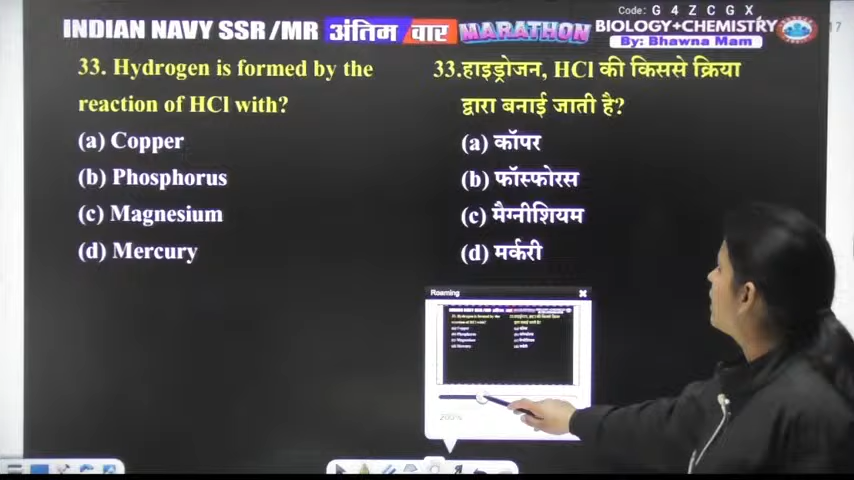 INDIAN NAVY SSR/MR अंतिम वार MARATHON
Code: G 4 Z C G X
BIOLOGY+CHEMISTRY
By: Bhawna Mam
17
33. Hydrogen is formed by the
reaction of HCl with?
(a) Copper
(b) Phosphorus
(c) Magnesium
(d) Mercury
33.हाइड्रोजन, HCl की किससे क्रिया
द्वारा बनाई जाती है?
(a) कॉपर
(b) फॉस्फोरस
(c) मैग्नीशियम
(d) मर्करी
Roaming
200%